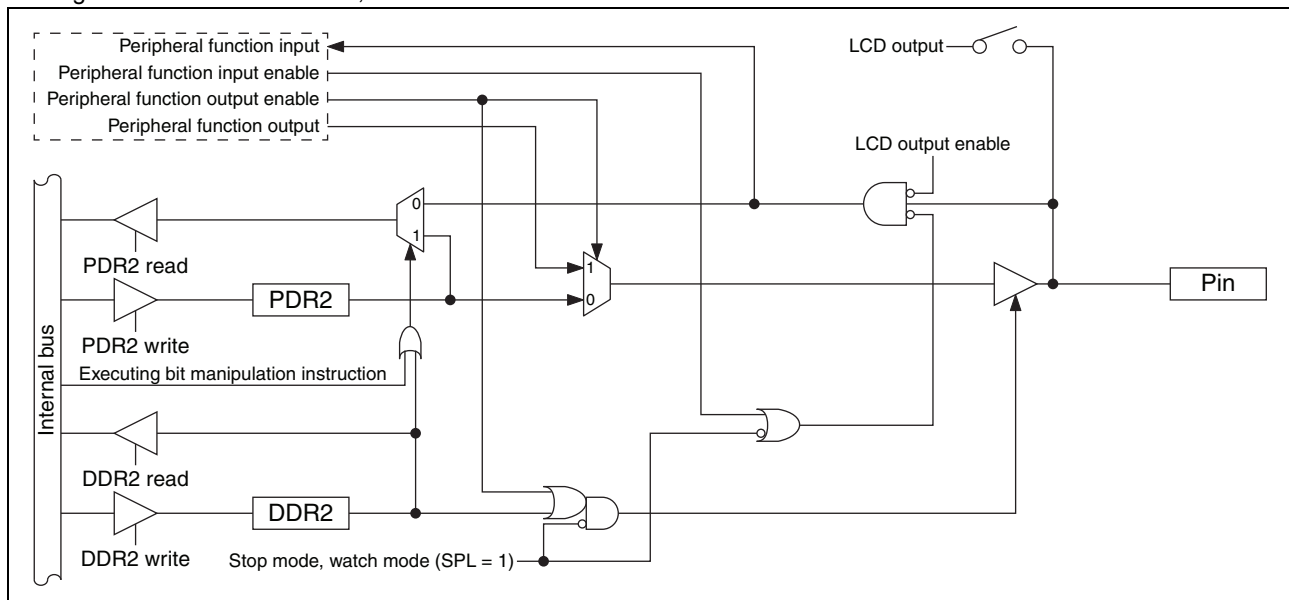 Peripheral function input
Peripheral function input enable
Peripheral function output enable
Peripheral function output
LCD output
LCD output enable
0
1
PDR2 read
1
0
PDR2
Pin
PDR2 write
Executing bit manipulation instruction
Internal bus
DDR2 read
DDR2
DDR2 write
Stop mode, watch mode (SPL = 1)